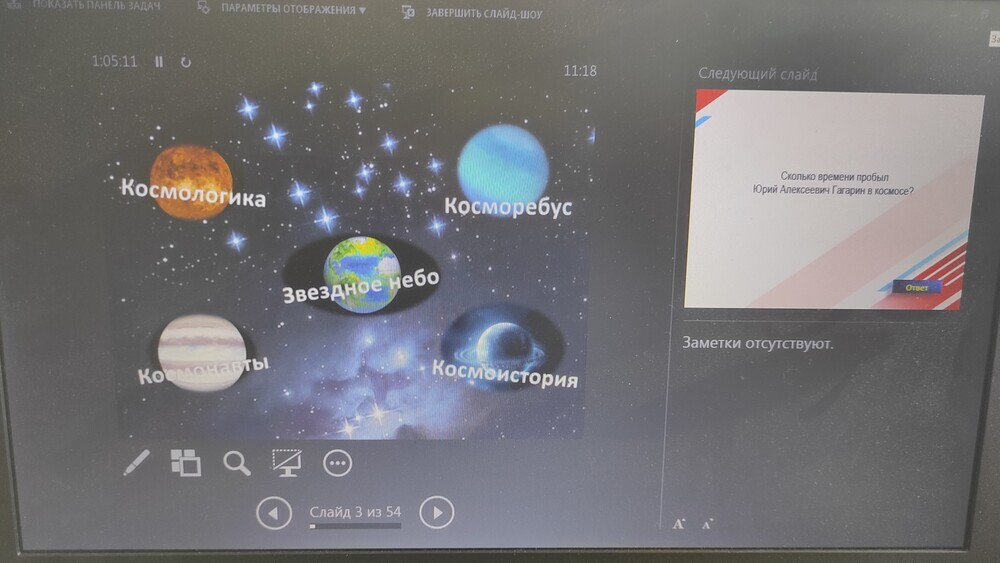 ПОКАЗАТЬ ПАНЕЛЬ ЗАДАЧ
ПАРАМЕТРЫ ОТОБРАЖЕНИЯ ▾
ЗАВЕРШИТЬ СЛАЙД-ШОУ
1:05:11
11:18
Космологика
Косморебус
Звездное небо
Космонавты
Космоистория
Слайд 3 из 54
Следующий слайд
Сколько времени пробыл
Юрий Алексеевич Гагарин в космосе?
Ответ
Заметки отсутствуют.
A A